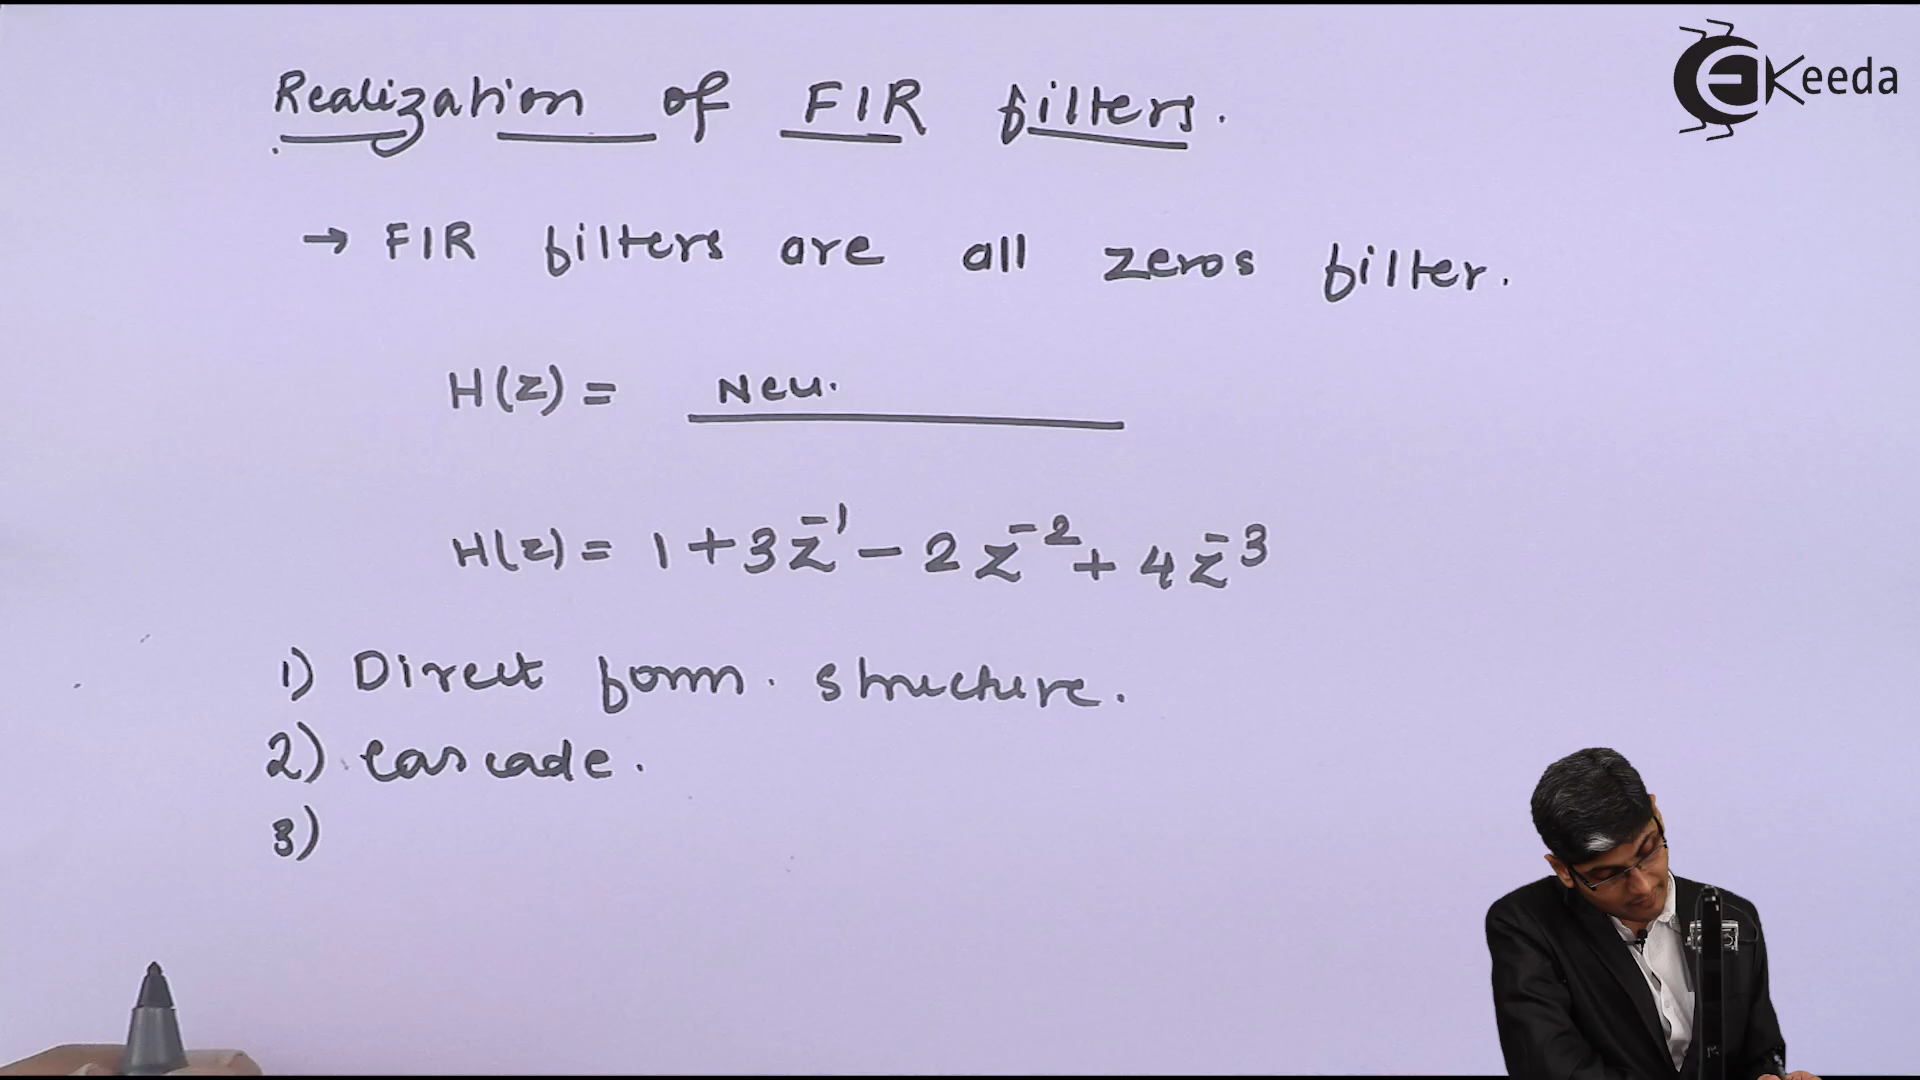 EKeeda
Realization of FIR filters.
→ FIR filters are all zeros filter.
H(z) = Neu.
H(z) = 1 + 3z⁻¹ - 2z⁻² + 4z⁻³
1) Direct form. structure.
2) cascade.
3)